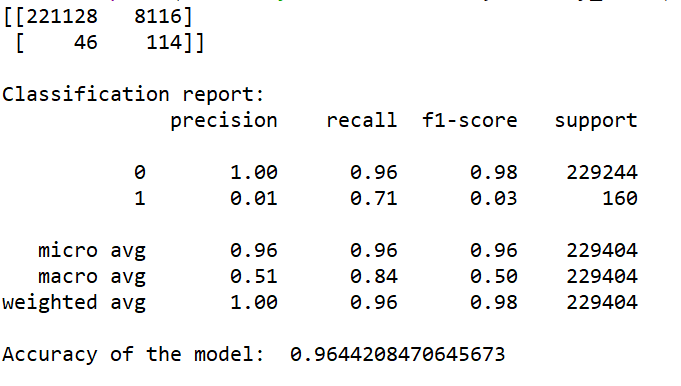 [[221128 8116]
[ 46 114]]
Classification report:
precision recall f1-score support
0 1.00 0.96 0.98 229244
1 0.01 0.71 0.03 160
micro avg 0.96 0.96 0.96 229404
macro avg 0.51 0.84 0.50 229404
weighted avg 1.00 0.96 0.98 229404
Accuracy of the model: 0.9644208470645673